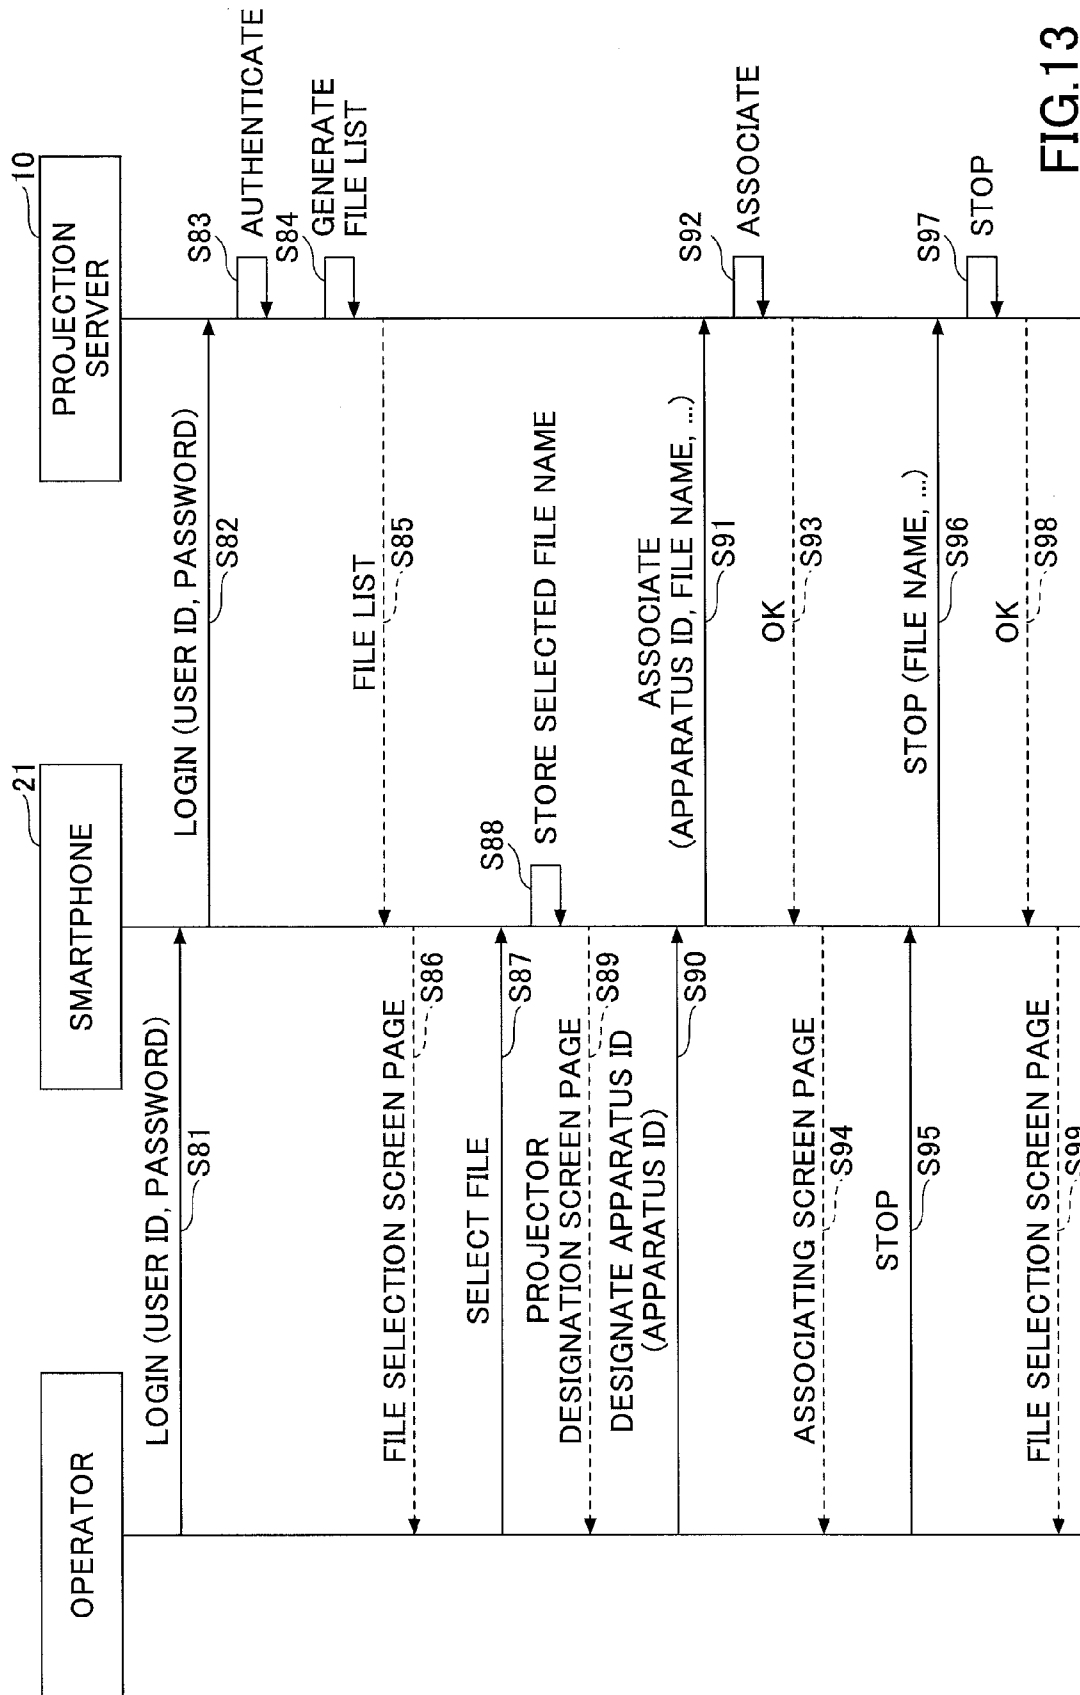 FIG.13
OPERATOR
SMARTPHONE
21
PROJECTION
SERVER
10
LOGIN (USER ID, PASSWORD)
S81
LOGIN (USER ID, PASSWORD)
S82
S83
AUTHENTICATE
S84
GENERATE
FILE LIST
FILE LIST
S85
FILE SELECTION SCREEN PAGE
S86
SELECT FILE
S87
S88
STORE SELECTED FILE NAME
PROJECTOR
DESIGNATION SCREEN PAGE
S89
DESIGNATE APPARATUS ID
(APPARATUS ID)
S90
ASSOCIATE
(APPARATUS ID, FILE NAME, ...)
S91
S92
ASSOCIATE
OK
S93
ASSOCIATING SCREEN PAGE
S94
STOP
S95
STOP (FILE NAME, ...)
S96
S97
STOP
OK
S98
FILE SELECTION SCREEN PAGE
S99